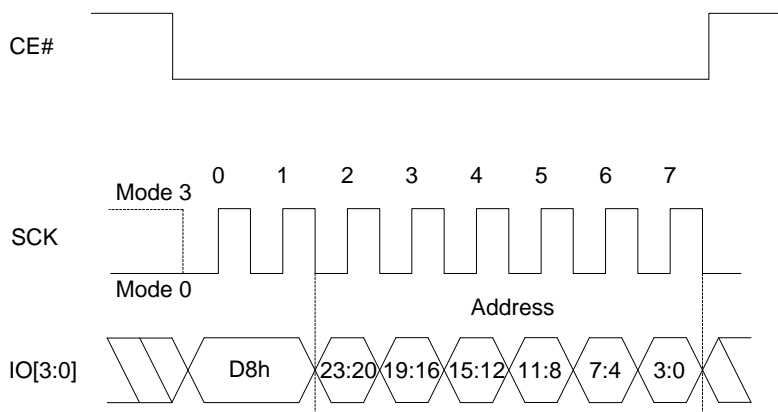 CE#
0 1 2 3 4 5 6 7
Mode 3
SCK
Mode 0
Address
IO[3:0] D8h 23:20 19:16 15:12 11:8 7:4 3:0